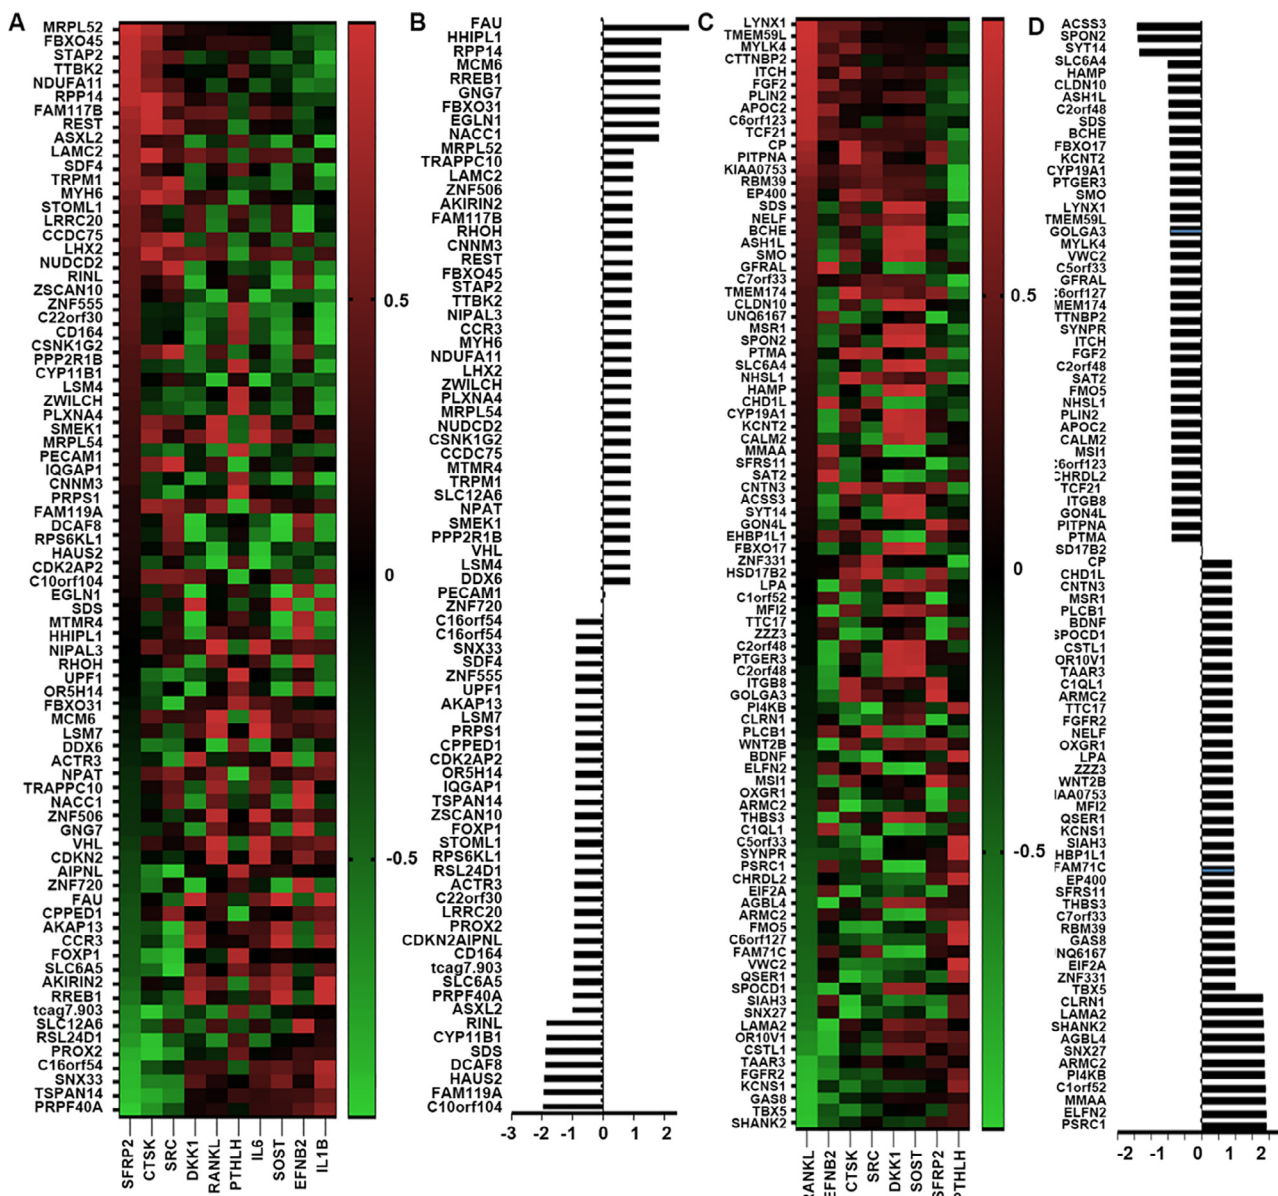 A
MRPL52
FBXO45
STAP2
TTBK2
NDUFA11
RPP14
FAM117B
REST
ASXL2
LAMC2
SDF4
TRPM1
MYH6
STOML1
LRRC20
CCDC75
LHX2
NUDCD2
RINL
ZSCAN10
ZNF555
C22orf30
CD164
CSNK1G2
PPP2R1B
CYP11B1
LSM4
ZWILCH
PLXNA4
SMEK1
MRPL54
PECAM1
IQGAP1
CNNM3
PRPS1
FAM119A
DCAF8
RPS6KL1
HAUS2
CDK2AP2
C10orf104
EGLN1
SDS
MTMR4
HHIPL1
NIPAL3
RHOH
UPF1
OR5H14
FBXO31
MCM6
LSM7
DDX6
ACTR3
NPAT
TRAPPC10
NACC1
ZNF506
GNG7
VHL
CDKN2
AIPNL
ZNF720
FAU
CPPED1
AKAP13
CCR3
FOXP1
SLC6A5
AKIRIN2
RREB1
tcag7.903
SLC12A6
RSL24D1
PROX2
C16orf54
SNX33
TSPAN14
PRPF40A
SFRP2
CTSK
SRC
DKK1
RANKL
PTHLH
IL6
SOST
EFNB2
IL1B
0.5
0
-0.5
B
FAU
HHIPL1
RPP14
MCM6
RREB1
GNG7
FBXO31
EGLN1
NACC1
MRPL52
TRAPPC10
LAMC2
ZNF506
AKIRIN2
FAM117B
RHOH
CNNM3
REST
FBXO45
STAP2
TTBK2
NIPAL3
CCR3
MYH6
NDUFA11
LHX2
ZWILCH
PLXNA4
MRPL54
NUDCD2
CSNK1G2
CCDC75
MTMR4
TRPM1
SLC12A6
NPAT
SMEK1
PPP2R1B
VHL
LSM4
DDX6
PECAM1
ZNF720
C16orf54
C16orf54
SNX33
SDF4
ZNF555
UPF1
AKAP13
LSM7
PRPS1
CPPED1
CDK2AP2
OR5H14
IQGAP1
TSPAN14
ZSCAN10
FOXP1
STOML1
RPS6KL1
RSL24D1
ACTR3
C22orf30
LRRC20
PROX2
CDKN2AIPNL
CD164
tcag7.903
SLC6A5
PRPF40A
ASXL2
RINL
CYP11B1
SDS
DCAF8
HAUS2
FAM119A
C10orf104
-3 -2 -1 0 1 2
C
LYNX1
TMEM59L
MYLK4
CTTNBP2
ITCH
FGF2
PLIN2
APOC2
C6orf123
TCF21
CP
PITPNA
KIAA0753
RBM39
EP400
SDS
NELF
BCHE
ASH1L
SMO
GFRAL
C7orf33
TMEM174
CLDN10
UNQ6167
MSR1
SPON2
PTMA
SLC6A4
NHSL1
HAMP
CHD1L
CYP19A1
KCNT2
CALM2
MMAA
SFRS11
SAT2
CNTN3
ACSS3
SYT14
GON4L
EHBP1L1
FBXO17
ZNF331
HSD17B2
LPA
C1orf52
MFI2
TTC17
ZZZ3
C2orf48
PTGER3
C2orf48
ITGB8
GOLGA3
PI4KB
CLRN1
PLCB1
WNT2B
BDNF
ELFN2
MSI1
OXGR1
ARMC2
THBS3
C1QL1
C5orf33
SYNPR
PSRC1
CHRDL2
EIF2A
AGBL4
ARMC2
FMO5
C6orf127
FAM71C
VWC2
QSER1
SPOCD1
SIAH3
SNX27
LAMA2
OR10V1
CSTL1
TAAR3
FGFR2
KCNS1
GAS8
TBX5
SHANK2
RANKL
EFNB2
CTSK
SRC
DKK1
SOST
SFRP2
PTHLH
0.5
0
-0.5
D
ACSS3
SPON2
SYT14
SLC6A4
HAMP
CLDN10
ASH1L
C2orf48
SDS
BCHE
FBXO17
KCNT2
CYP19A1
PTGER3
SMO
LYNX1
TMEM59L
GOLGA3
MYLK4
VWC2
C5orf33
GFRAL
C6orf127
MEM174
TTNBP2
SYNPR
ITCH
FGF2
C2orf48
SAT2
FMO5
NHSL1
PLIN2
APOC2
CALM2
MSI1
C6orf123
CHRDL2
TCF21
ITGB8
GON4L
PITPNA
PTMA
SD17B2
CP
CHD1L
CNTN3
MSR1
PLCB1
BDNF
SPOCD1
CSTL1
OR10V1
TAAR3
C1QL1
ARMC2
TTC17
FGFR2
NELF
OXGR1
LPA
ZZZ3
WNT2B
IAA0753
MFI2
QSER1
KCNS1
SIAH3
HBP1L1
FAM71C
EP400
SFRS11
THBS3
C7orf33
RBM39
GAS8
NQ6167
EIF2A
ZNF331
TBX5
CLRN1
LAMA2
SHANK2
AGBL4
SNX27
ARMC2
PI4KB
C1orf52
MMAA
ELFN2
PSRC1
-2 -1 0 1 2